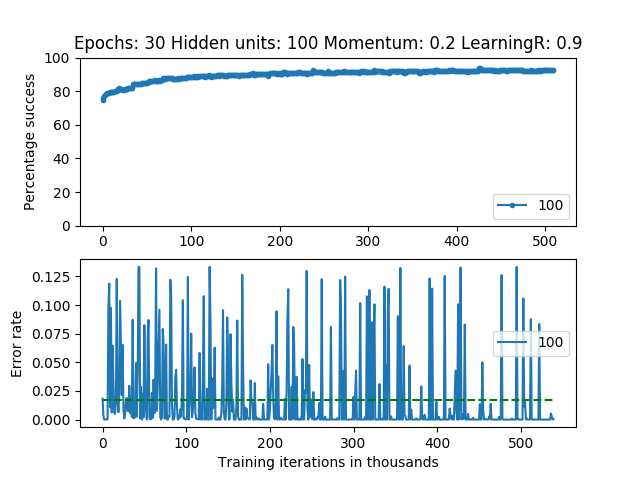 Epochs: 30 Hidden units: 100 Momentum: 0.2 LearningR: 0.9
Percentage success
100
80
60
40
20
0
100
0 100 200 300 400 500
Error rate
0.125
0.100
0.075
0.050
0.025
0.000
100
0 100 200 300 400 500
Training iterations in thousands